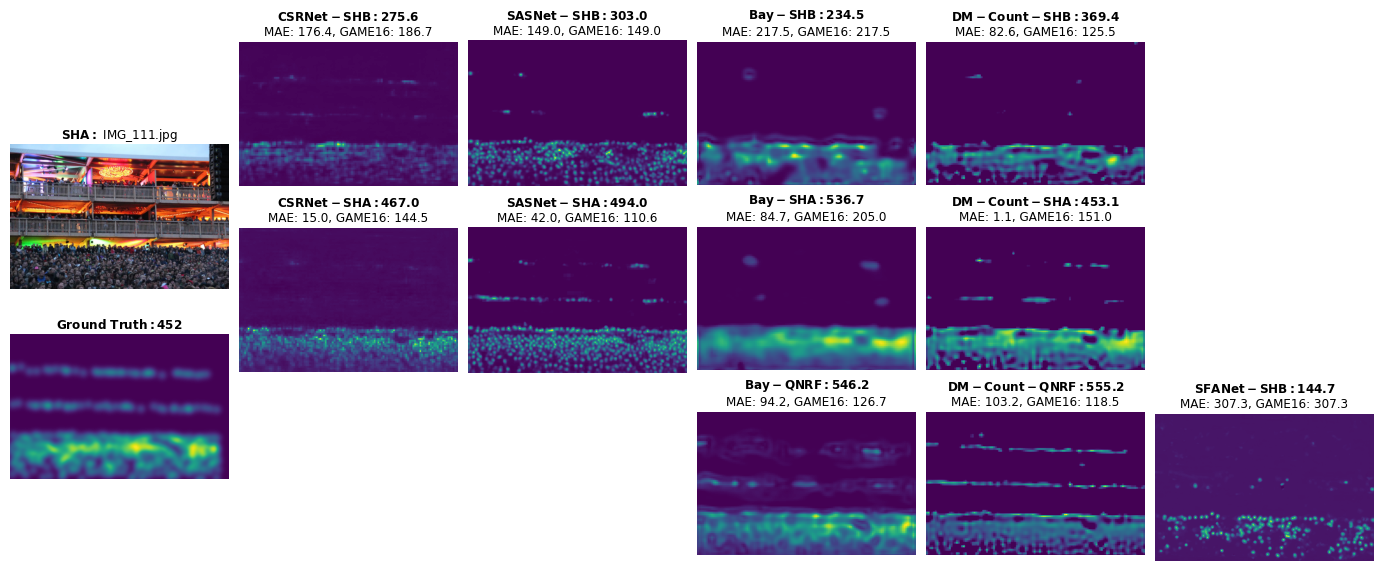 CSRNet − SHB : 275.6
MAE: 176.4, GAME16: 186.7
SASNet − SHB : 303.0
MAE: 149.0, GAME16: 149.0
Bay − SHB : 234.5
MAE: 217.5, GAME16: 217.5
DM − Count − SHB : 369.4
MAE: 82.6, GAME16: 125.5
SHA : IMG_111.jpg
CSRNet − SHA : 467.0
MAE: 15.0, GAME16: 144.5
SASNet − SHA : 494.0
MAE: 42.0, GAME16: 110.6
Bay − SHA : 536.7
MAE: 84.7, GAME16: 205.0
DM − Count − SHA : 453.1
MAE: 1.1, GAME16: 151.0
Ground Truth : 452
Bay − QNRF : 546.2
MAE: 94.2, GAME16: 126.7
DM − Count − QNRF : 555.2
MAE: 103.2, GAME16: 118.5
SFANet − SHB : 144.7
MAE: 307.3, GAME16: 307.3